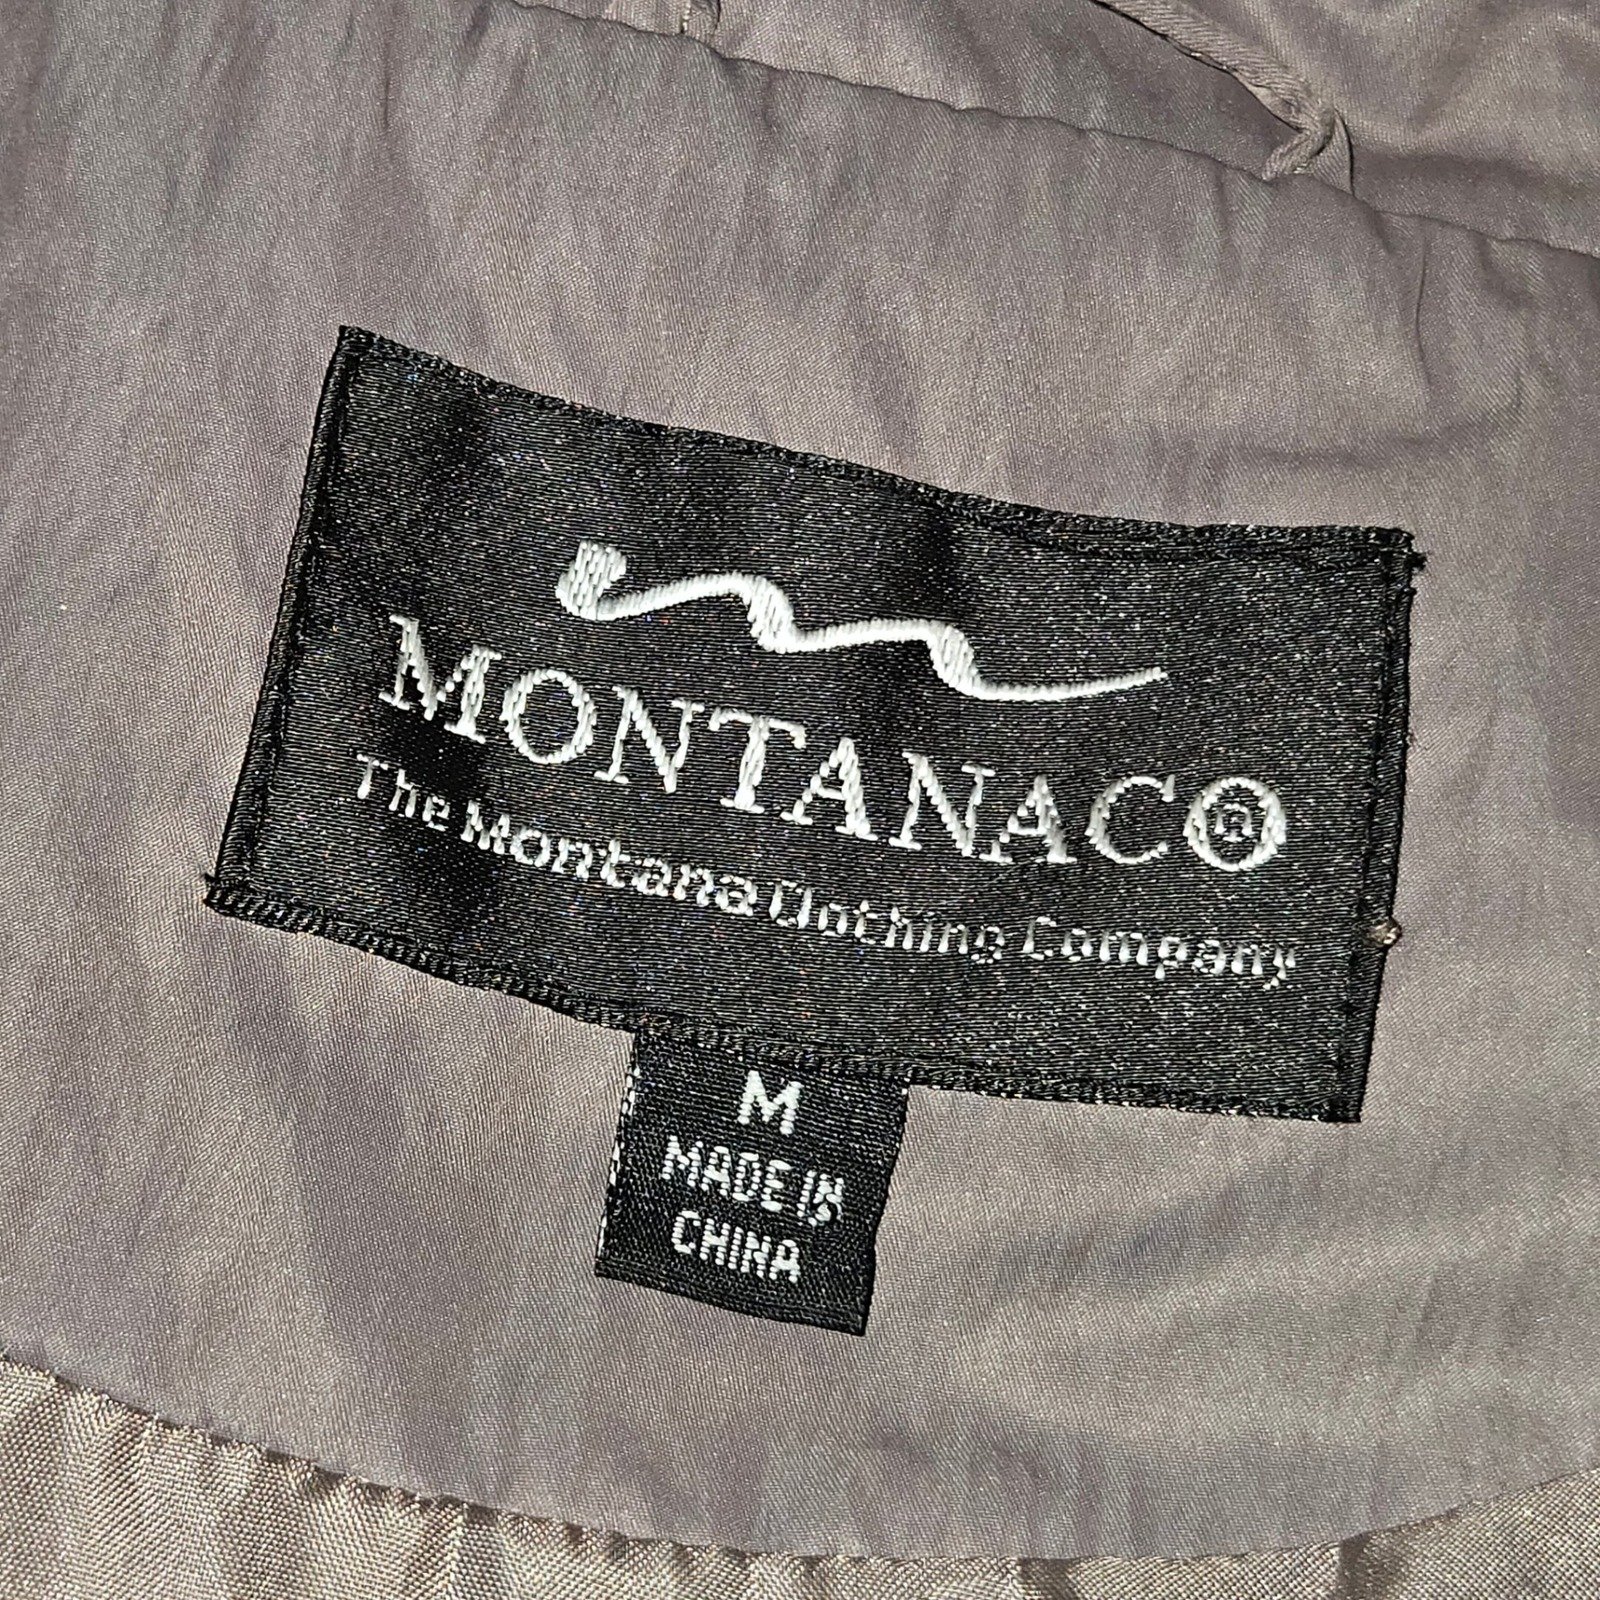 MONTANACO®
The Montana Clothing Company
M
MADE IN
CHINA